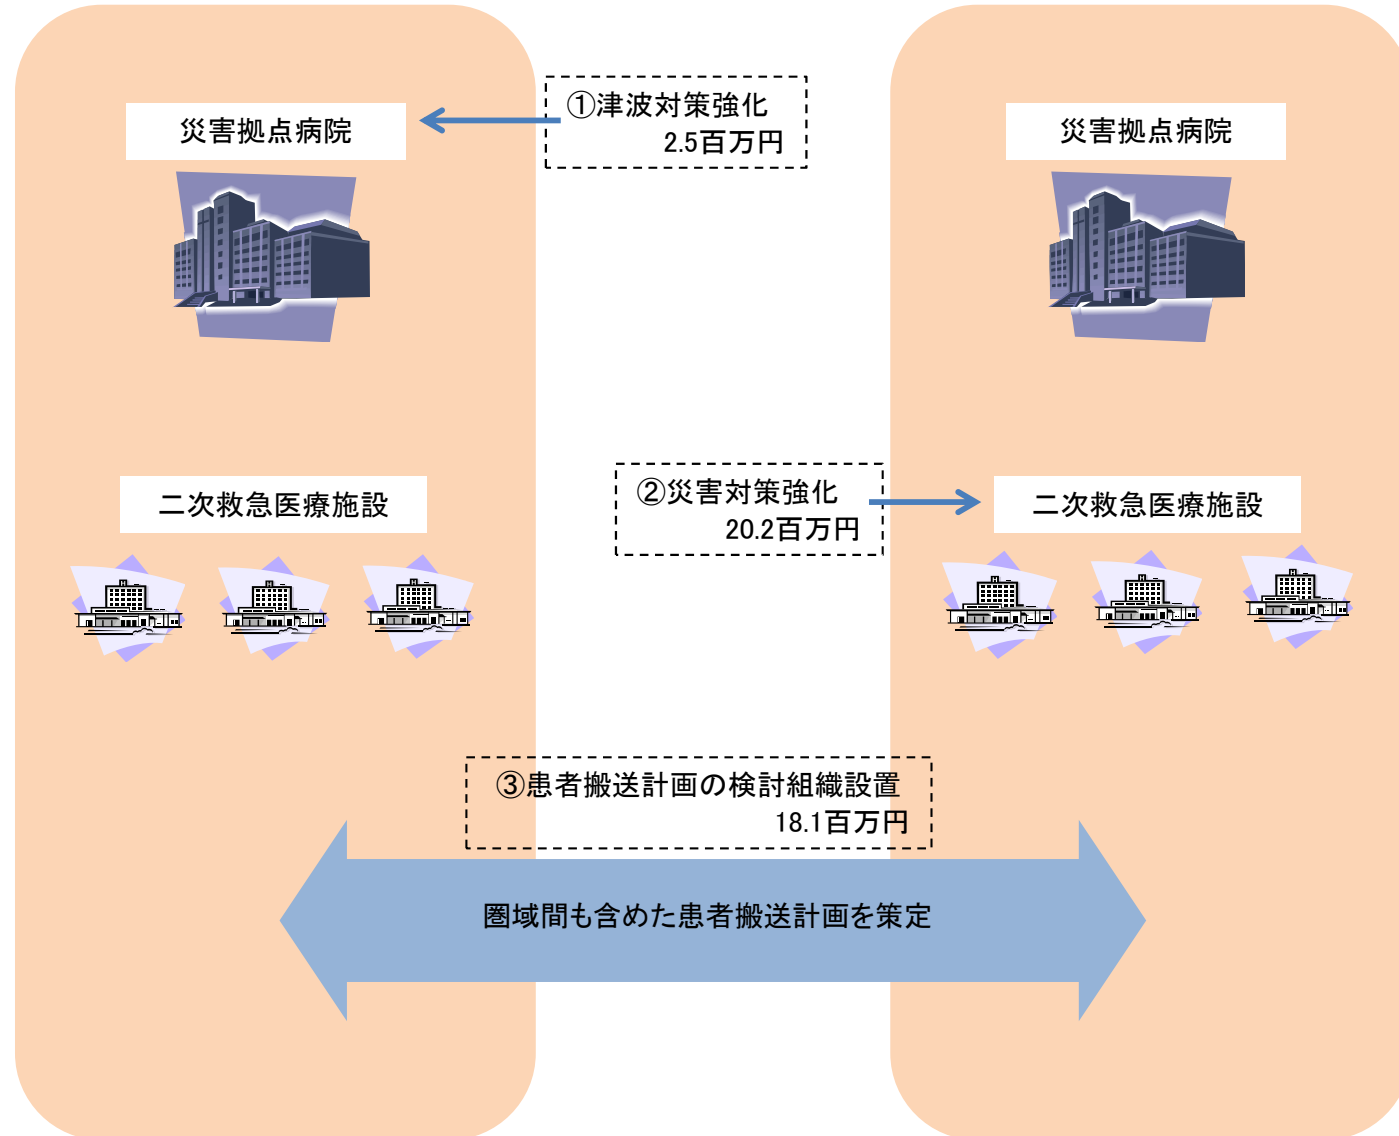 災害拠点病院
①津波対策強化
2.5百万円
災害拠点病院
二次救急医療施設
②災害対策強化
20.2百万円
二次救急医療施設
③患者搬送計画の検討組織設置
18.1百万円
圏域間も含めた患者搬送計画を策定